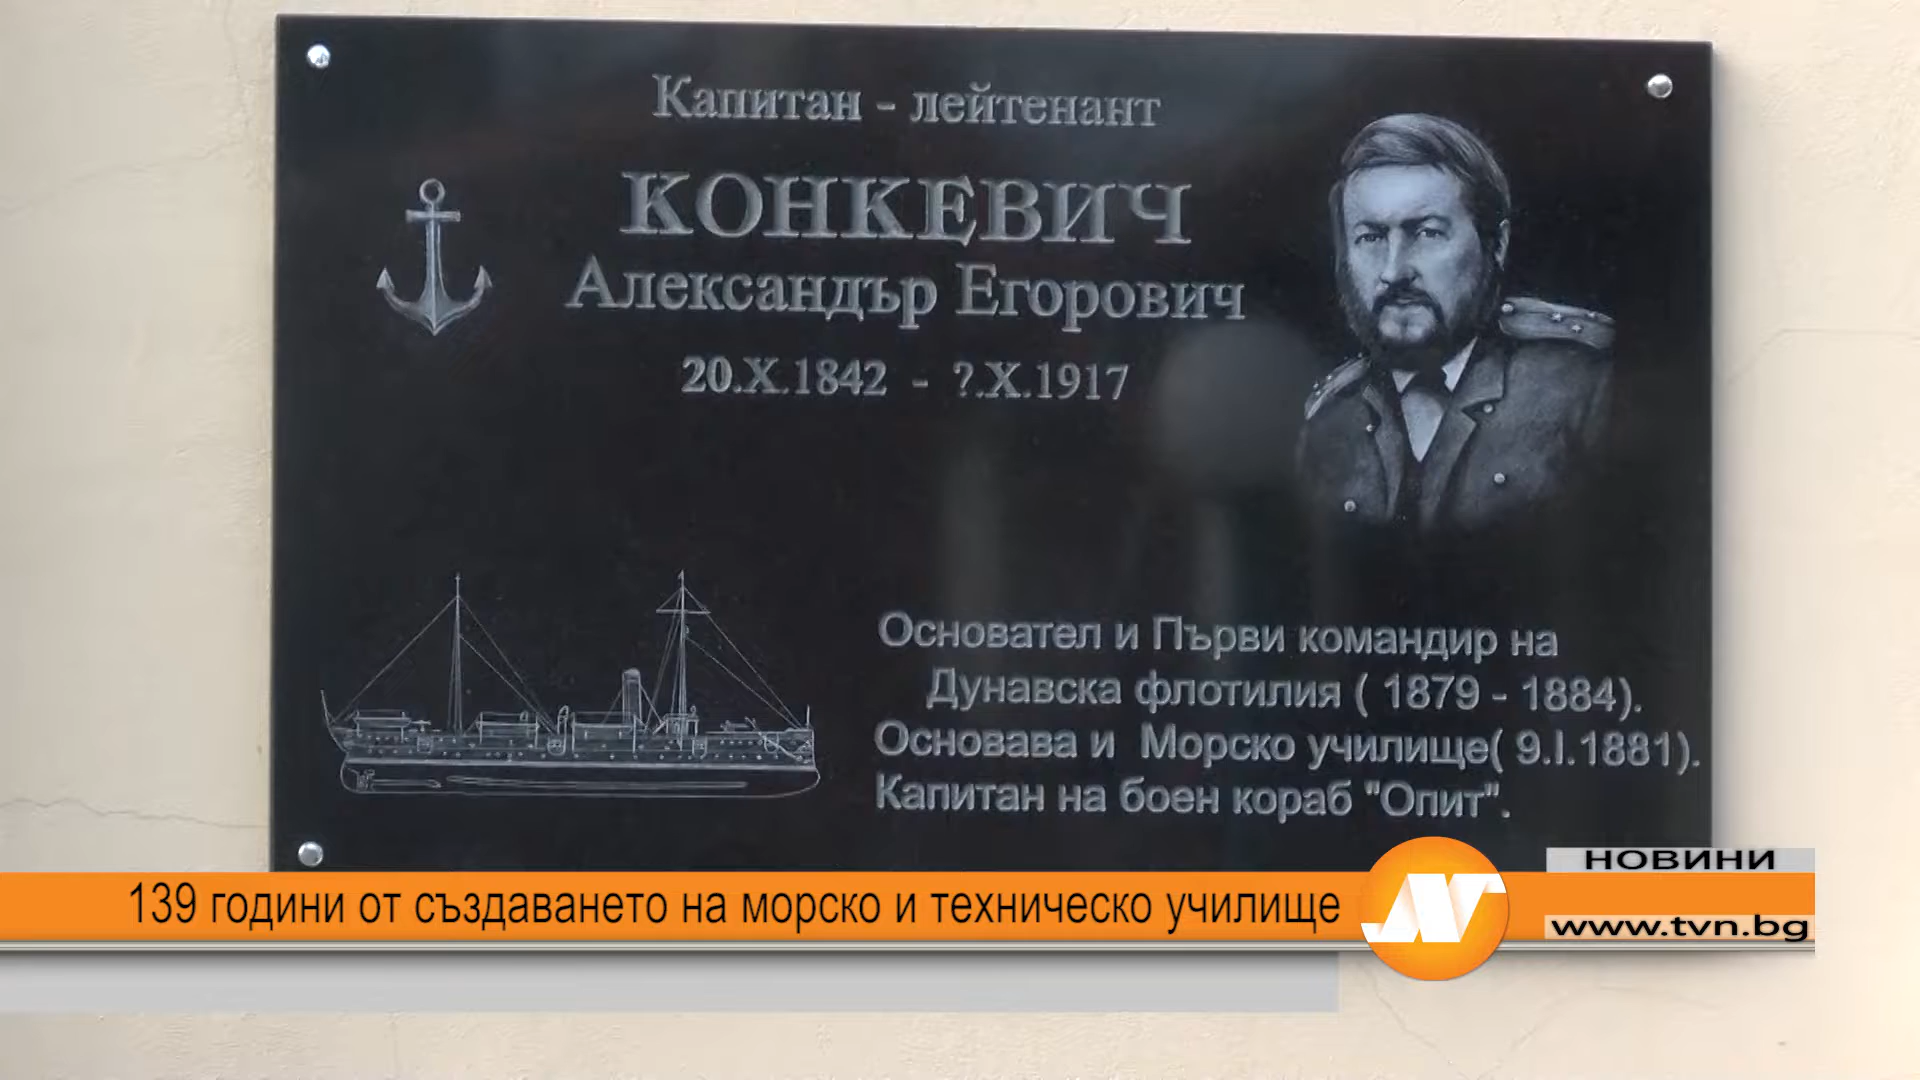 Капитан - лейтенант
КОНКЕВИЧ
Александър Егорович
20.X.1842 - ?.X.1917
Основател и Първи командир на
Дунавска флотилия ( 1879 - 1884).
Основава и Морско училище( 9.I.1881).
Капитан на боен кораб "Опит".
139 години от създаването на морско и техническо училище
НОВИНИ
www.tvn.bg